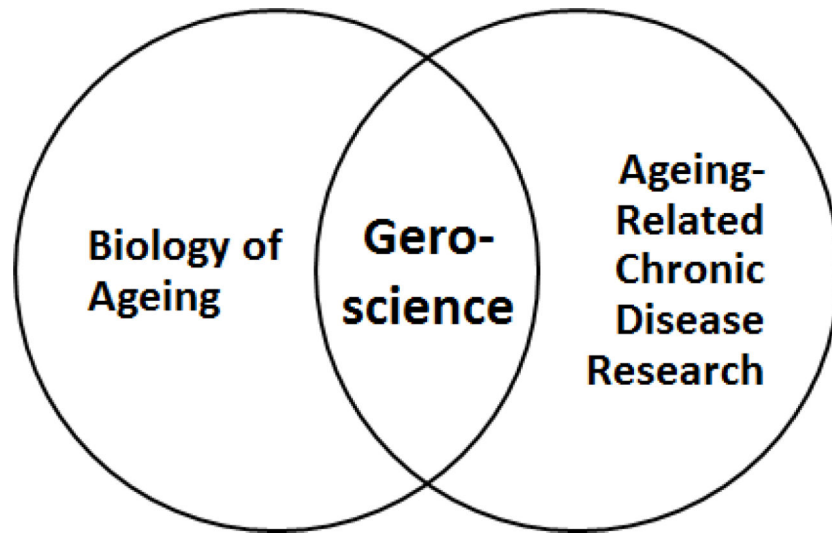 Biology of
Ageing
Gero-
science
Ageing-
Related
Chronic
Disease
Research